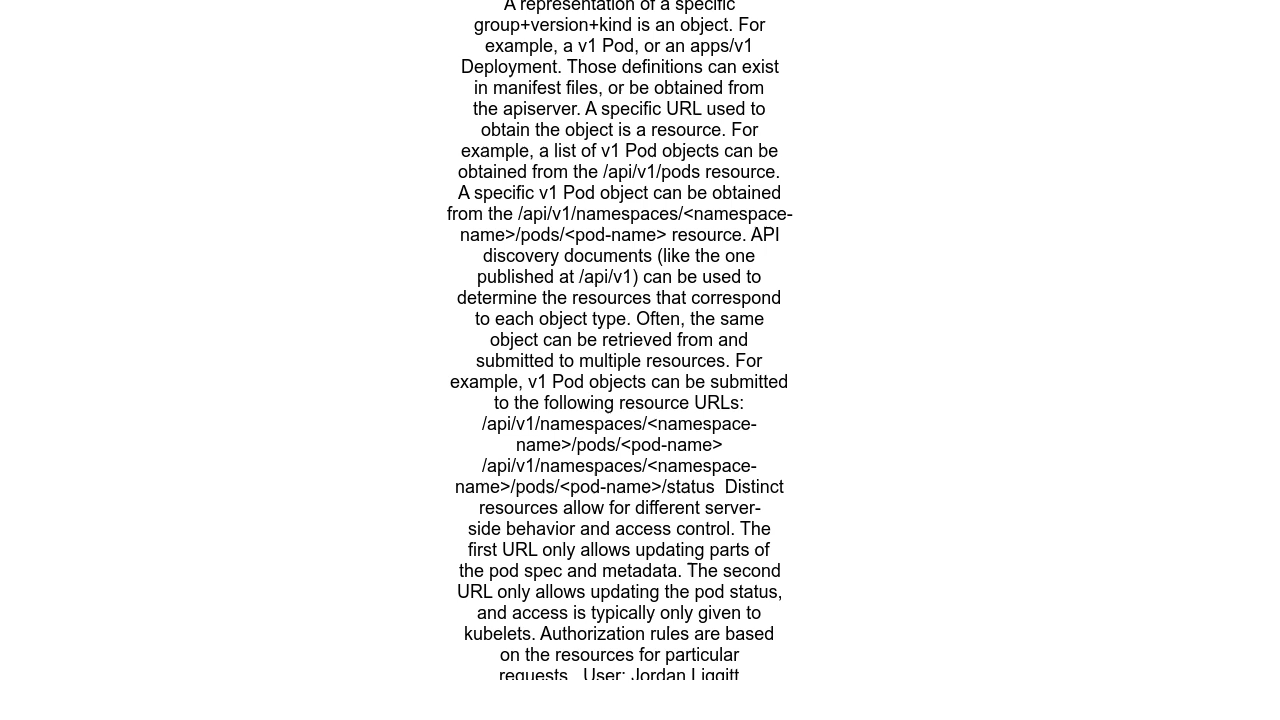 A representation of a specific
group+version+kind is an object. For
example, a v1 Pod, or an apps/v1
Deployment. Those definitions can exist
in manifest files, or be obtained from
the apiserver. A specific URL used to
obtain the object is a resource. For
example, a list of v1 Pod objects can be
obtained from the /api/v1/pods resource.
A specific v1 Pod object can be obtained
from the /api/v1/namespaces/<namespace-
name>/pods/<pod-name> resource. API
discovery documents (like the one
published at /api/v1) can be used to
determine the resources that correspond
to each object type. Often, the same
object can be retrieved from and
submitted to multiple resources. For
example, v1 Pod objects can be submitted
to the following resource URLs:
/api/v1/namespaces/<namespace-
name>/pods/<pod-name>
/api/v1/namespaces/<namespace-
name>/pods/<pod-name>/status  Distinct
resources allow for different server-
side behavior and access control. The
first URL only allows updating parts of
the pod spec and metadata. The second
URL only allows updating the pod status,
and access is typically only given to
kubelets. Authorization rules are based
on the resources for particular
requests.  User: Jordan Liggitt